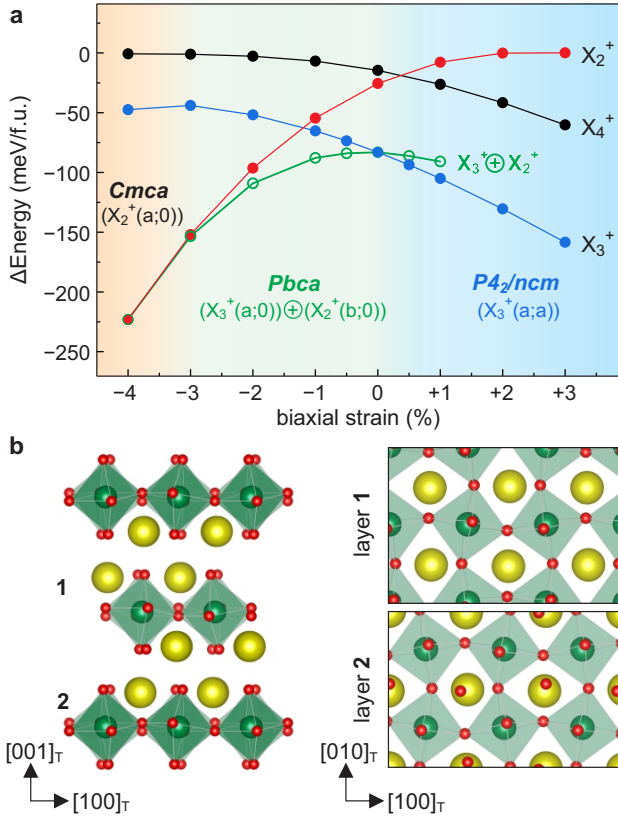 a
ΔEnergy (meV/f.u.)
0
−50
−100
−150
−200
−250
X₂⁺
X₄⁺
X₃⁺⊕X₂⁺
X₃⁺
Cmca
(X₂⁺(a;0))
Pbca
(X₃⁺(a;0))⊕(X₂⁺(b;0))
P4₂/ncm
(X₃⁺(a;a))
−4 −3 −2 −1 0 +1 +2 +3
biaxial strain (%)
b
1
2
[001]T
[100]T
layer 1
layer 2
[010]T
[100]T